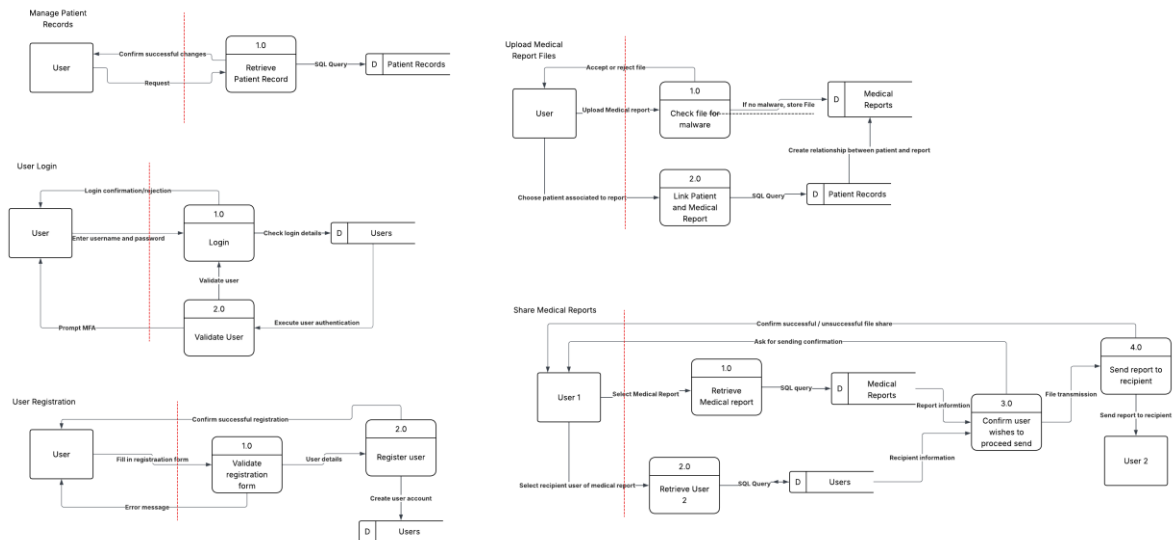 Manage Patient
Records
Confirm successful changes
User
1.0
Retrieve
Patient Record
SQL Query
D
Patient Records
Request
User Login
Login confirmation/rejection
User
Enter username and password
1.0
Login
Check login details
D
Users
Validate user
2.0
Validate User
Prompt MFA
Execute user authentication
User Registration
Confirm successful registration
User
Fill in registraation form
1.0
Validate
registration
form
User details
2.0
Register user
Error message
Create user account
D
Users
Upload Medical
Report Files
Accept or reject file
User
Upload Medical report
1.0
Check file for
malware
If no malware, store File
D
Medical
Reports
Create relationship between patient and report
Choose patient associated to report
2.0
Link Patient
and Medical
Report
SQL Query
D
Patient Records
Share Medical Reports
Confirm successful / unsuccessful file share
Ask for sending confirmation
User 1
Select Medical Report
1.0
Retrieve
Medical report
SQL query
D
Medical
Reports
Report informtion
3.0
Confirm user
wishes to
proceed send
File transmission
4.0
Send report to
recipient
Send report to recipient
User 2
Recipient information
Select recipient user of medical report
2.0
Retrieve User
2
SQL Query
D
Users